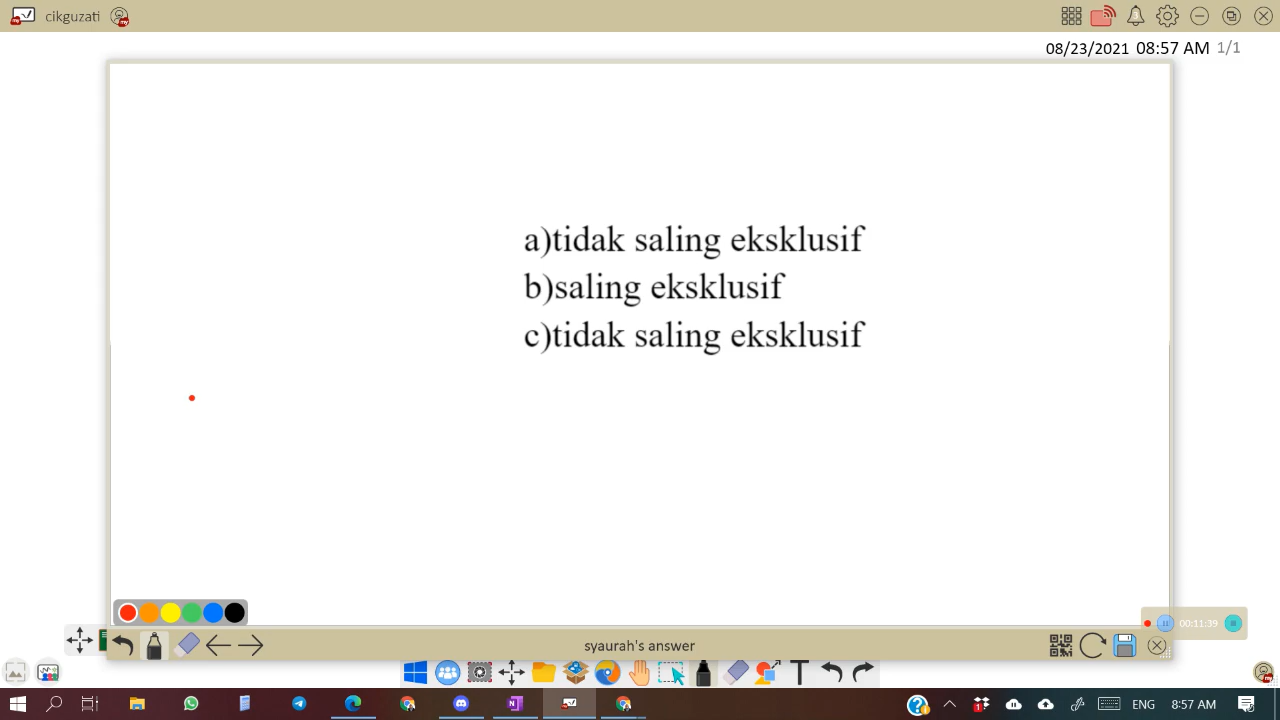 cikguzati
08/23/2021 08:57 AM 1/1
a)tidak saling eksklusif
b)saling eksklusif
c)tidak saling eksklusif
00:11:39
syaurah's answer
ENG 8:57 AM